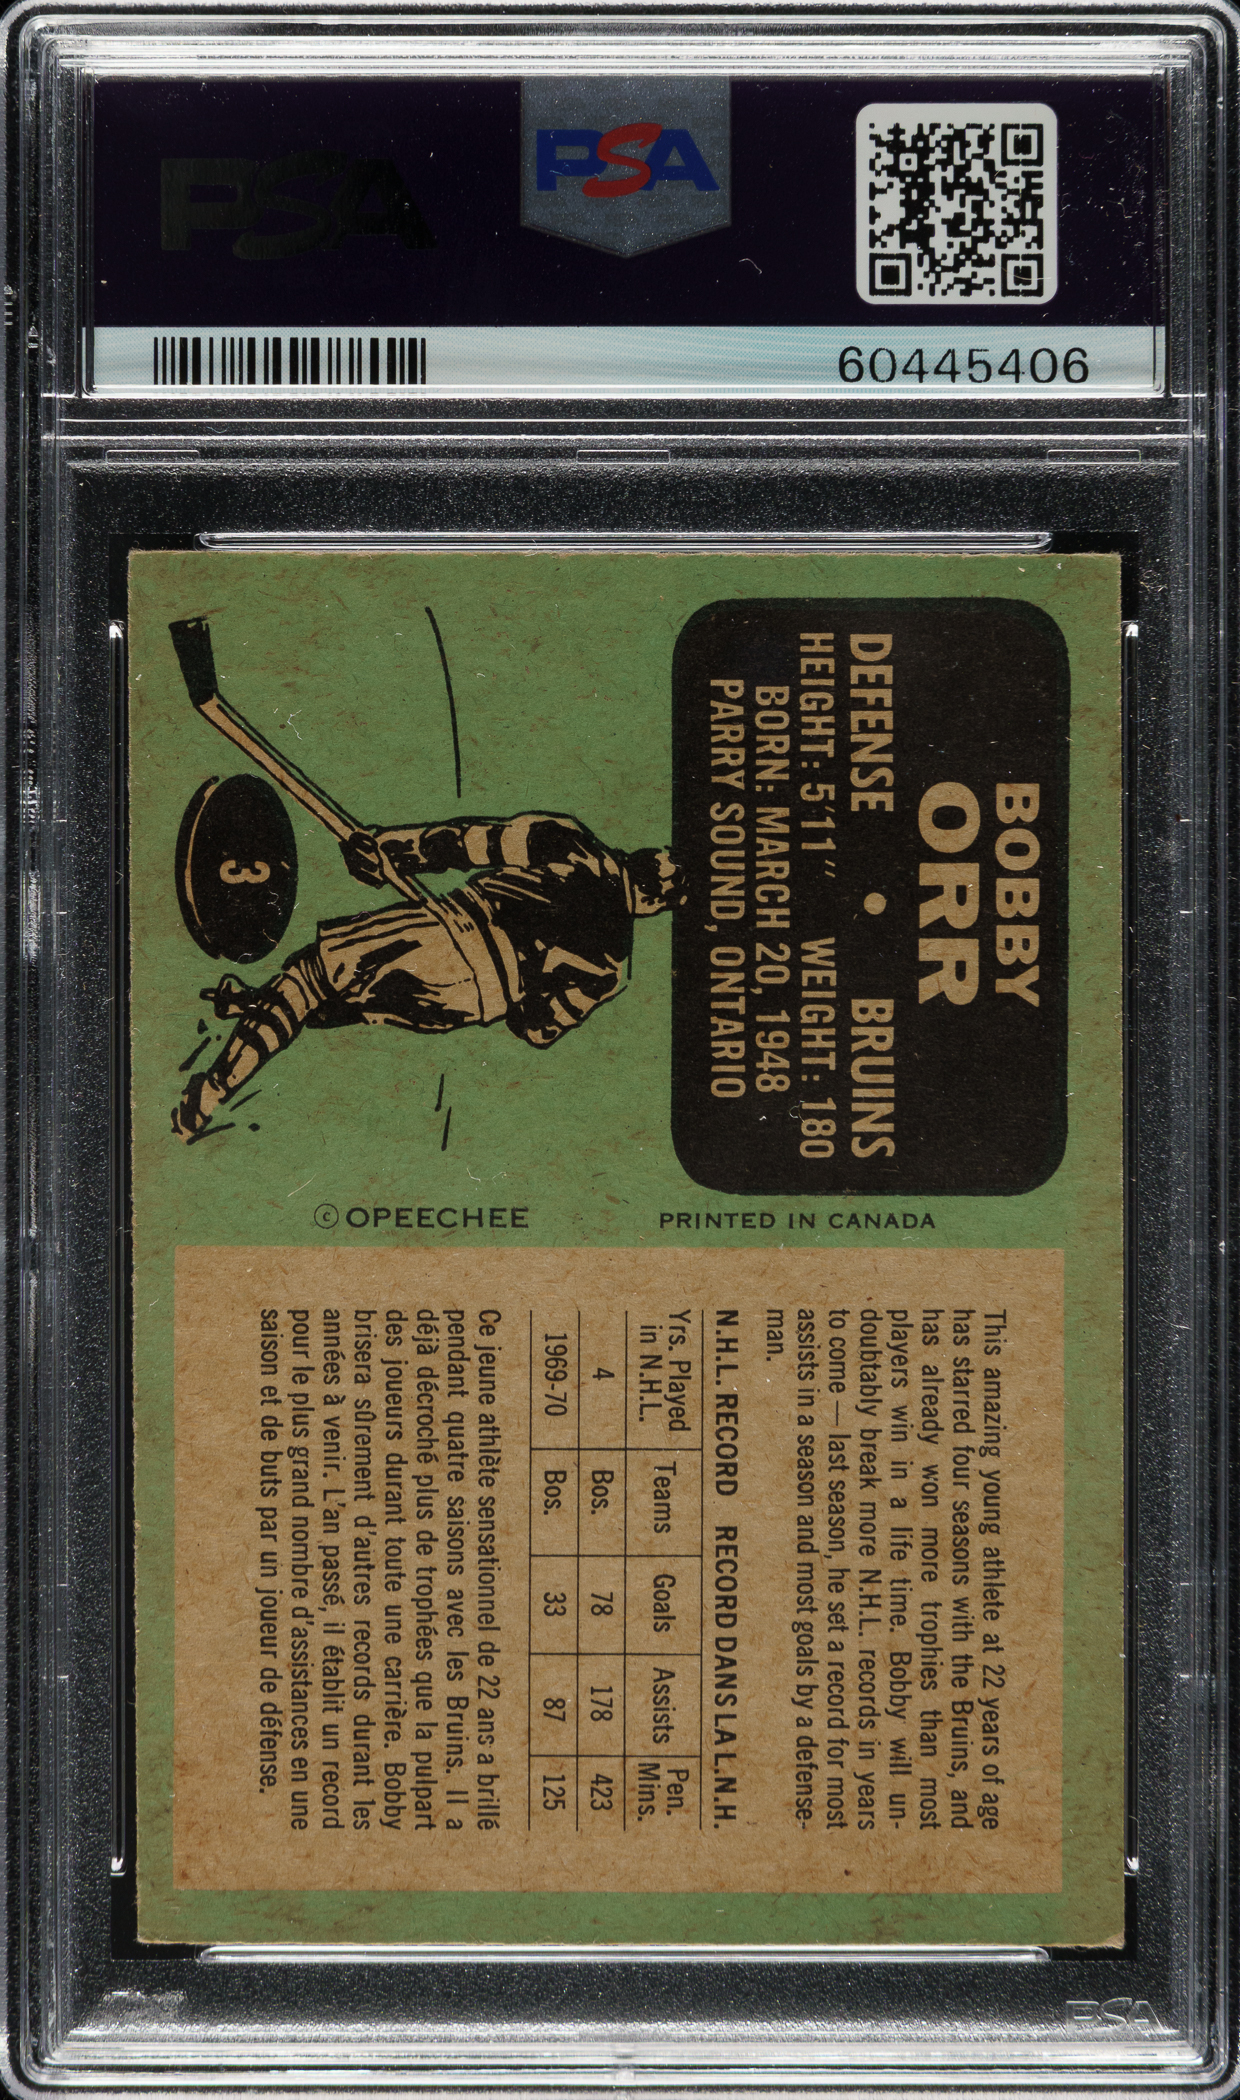 PSA
PSA
60445406
BOBBY
ORR
DEFENSE • BRUINS
HEIGHT: 5'11" WEIGHT: 180
BORN: MARCH 20, 1948
PARRY SOUND, ONTARIO
3
© OPEECHEE PRINTED IN CANADA
This amazing young athlete at 22 years of age
has starred four seasons with the Bruins, and
has already won more trophies than most
players win in a life time. Bobby will un-
doubtably break more N.H.L. records in years
to come — last season, he set a record for most
assists in a season and most goals by a defense-
man.
N.H.L. RECORD RECORD DANS LA L.N.H.
Yrs. Played in N.H.L. Teams Goals Assists Pen. Mins.
4 Bos. 78 178 423
1969-70 Bos. 33 87 125
Ce jeune athlète sensationnel de 22 ans a brillé
pendant quatre saisons avec les Bruins. Il a
déjà décroché plus de trophées que la pulpart
des joueurs durant toute une carrière. Bobby
brisera sûrement d'autres records durant les
années à venir. L'an passé, il établit un record
pour le plus grand nombre d'assistances en une
saison et de buts par un joueur de défense.
PSA